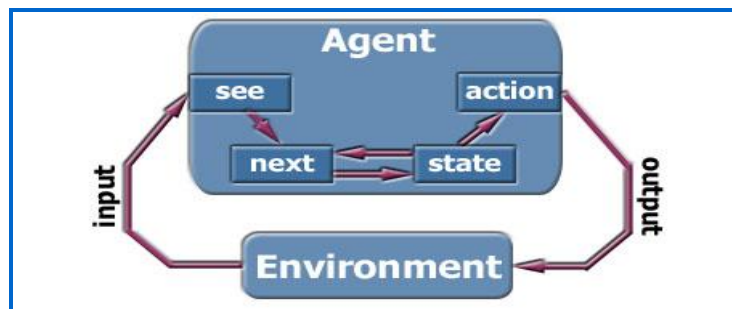 Agent
see
action
next
state
input
output
Environment